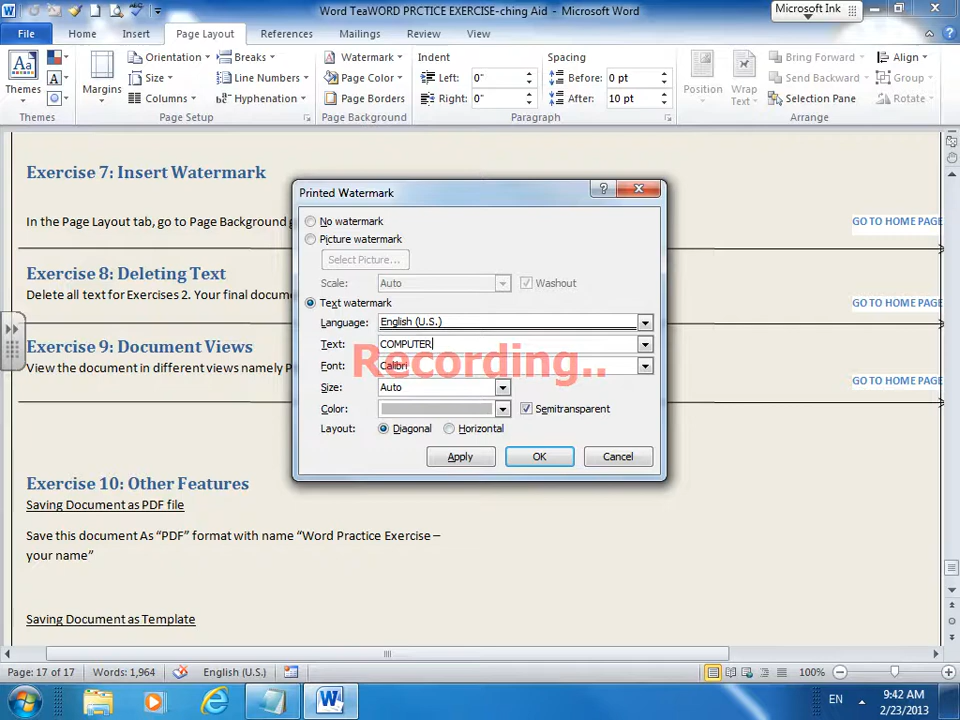 Word TeaWORD PRCTICE EXERCISE-ching Aid - Microsoft Word
Microsoft Ink
File Home Insert Page Layout References Mailings Review View
Orientation Breaks Watermark Indent Spacing Bring Forward Align
Themes Margins Size Line Numbers Page Color Left: 0" Before: 0 pt Position Wrap Text Send Backward Group
Columns Hyphenation Page Borders Right: 0" After: 10 pt Selection Pane Rotate
Themes Page Setup Page Background Paragraph Arrange
Exercise 7: Insert Watermark
In the Page Layout tab, go to Page Background g
GO TO HOME PAGE
Exercise 8: Deleting Text
Delete all text for Exercises 2. Your final docum
GO TO HOME PAGE
Exercise 9: Document Views
View the document in different views namely P
GO TO HOME PAGE
Exercise 10: Other Features
Saving Document as PDF file
Save this document As “PDF” format with name “Word Practice Exercise –
your name”
Saving Document as Template
Printed Watermark
No watermark
Picture watermark
Select Picture...
Scale: Auto Washout
Text watermark
Language: English (U.S.)
Text: COMPUTER
Recording..
Font: Calibri
Size: Auto
Color: Semitransparent
Layout: Diagonal Horizontal
Apply OK Cancel
Page: 17 of 17 Words: 1,964 English (U.S.) 100%
EN 9:42 AM
2/23/2013